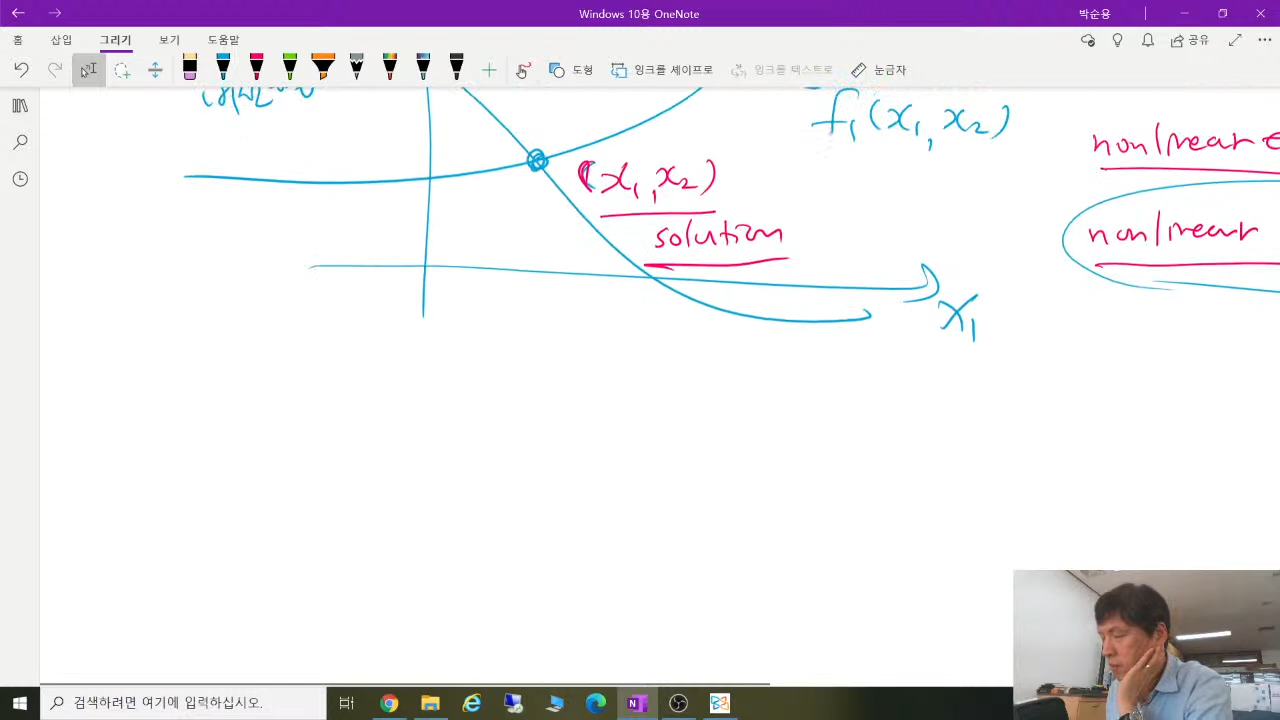 Windows 10용 OneNote
박순용
홈 삽입 그리기 보기 도움말
공유
도형 잉크를 셰이프로 잉크를 텍스트로 눈금자
f₁(x₁, x₂)
nonlinear
(x₁, x₂)
solution
nonlinear
x₁
검색하려면 여기에 입력하십시오.